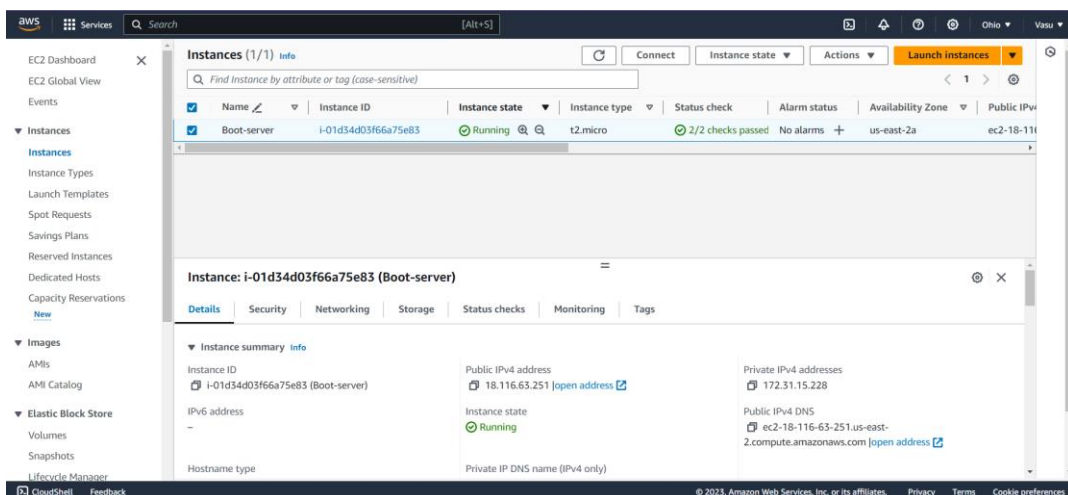 aws Services Search [Alt+S] Ohio Vasu
EC2 Dashboard
EC2 Global View
Events
Instances
Instances
Instance Types
Launch Templates
Spot Requests
Savings Plans
Reserved Instances
Dedicated Hosts
Capacity Reservations
New
Images
AMIs
AMI Catalog
Elastic Block Store
Volumes
Snapshots
Lifecycle Manager
Instances (1/1) Info Connect Instance state Actions Launch instances
Find Instance by attribute or tag (case-sensitive) 1
Name Instance ID Instance state Instance type Status check Alarm status Availability Zone Public IPv4
Boot-server i-01d34d03f66a75e83 Running t2.micro 2/2 checks passed No alarms + us-east-2a ec2-18-116
Instance: i-01d34d03f66a75e83 (Boot-server)
Details Security Networking Storage Status checks Monitoring Tags
Instance summary Info
Instance ID Public IPv4 address Private IPv4 addresses
i-01d34d03f66a75e83 (Boot-server) 18.116.63.251 |open address 172.31.15.228
IPv6 address Instance state Public IPv4 DNS
– Running ec2-18-116-63-251.us-east-
2.compute.amazonaws.com |open address
Hostname type Private IP DNS name (IPv4 only)
CloudShell Feedback © 2023, Amazon Web Services, Inc. or its affiliates. Privacy Terms Cookie preferences